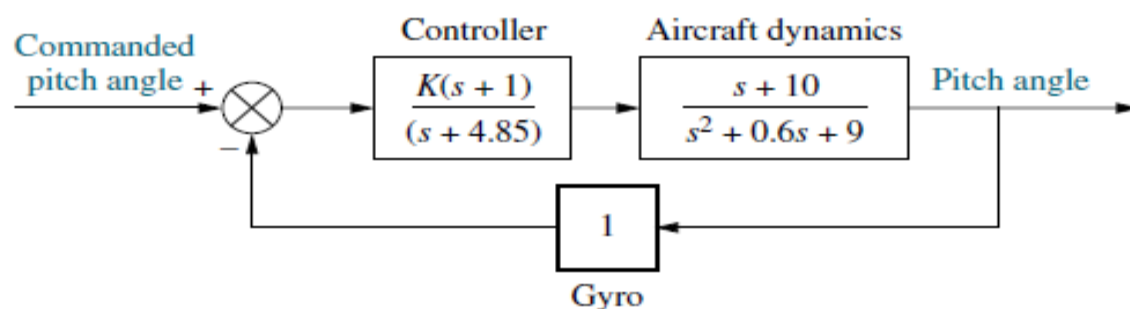 Commanded
pitch angle
+
−
Controller
K(s + 1)
(s + 4.85)
Aircraft dynamics
s + 10
s² + 0.6s + 9
Pitch angle
1
Gyro